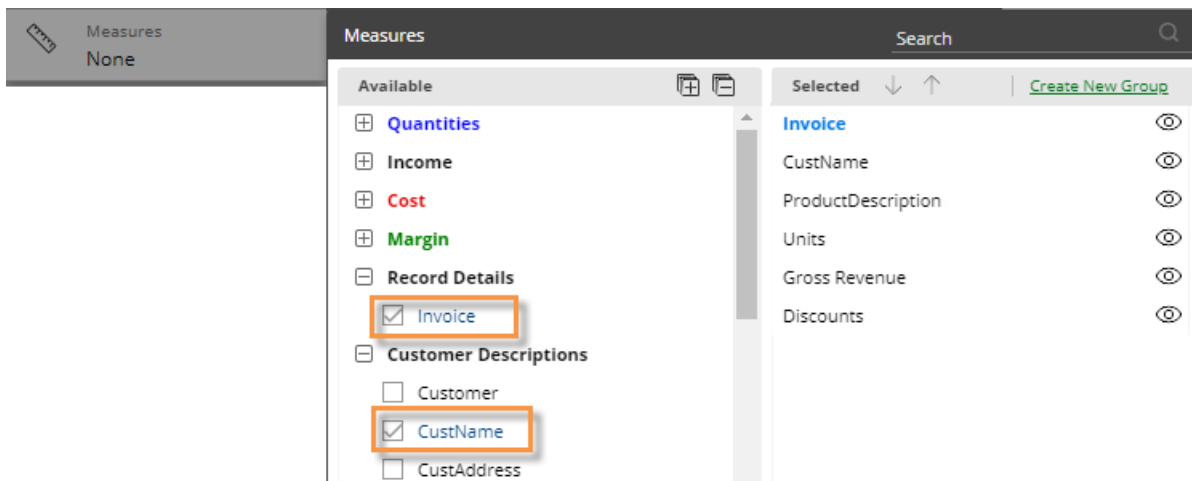 Measures
None
Measures
Search
Available
Selected
Create New Group
Quantities
Income
Cost
Margin
Record Details
Invoice
Customer Descriptions
Customer
CustName
CustAddress
Invoice
CustName
ProductDescription
Units
Gross Revenue
Discounts